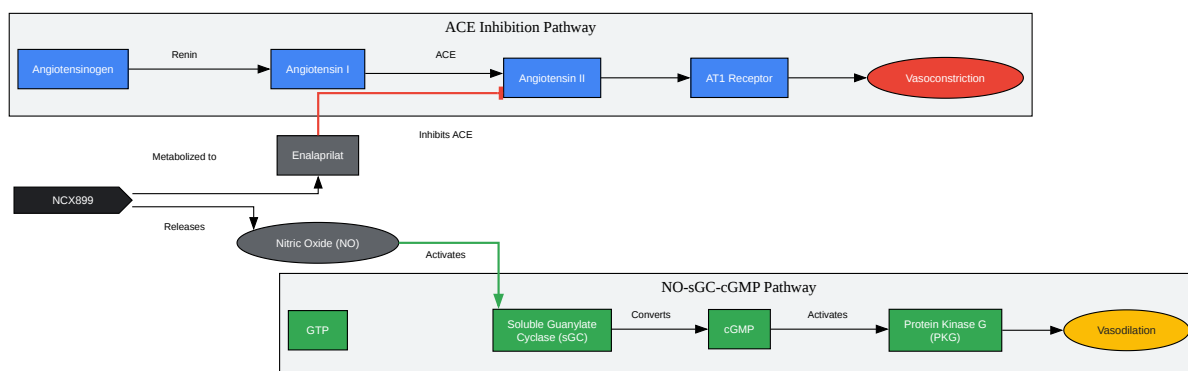 ACE Inhibition Pathway
Renin
ACE
Angiotensinogen
Angiotensin I
Angiotensin II
AT1 Receptor
Vasoconstriction
Inhibits ACE
Enalaprilat
Metabolized to
NCX899
Releases
Nitric Oxide (NO)
Activates
NO-sGC-cGMP Pathway
GTP
Soluble Guanylate
Cyclase (sGC)
Converts
cGMP
Activates
Protein Kinase G
(PKG)
Vasodilation